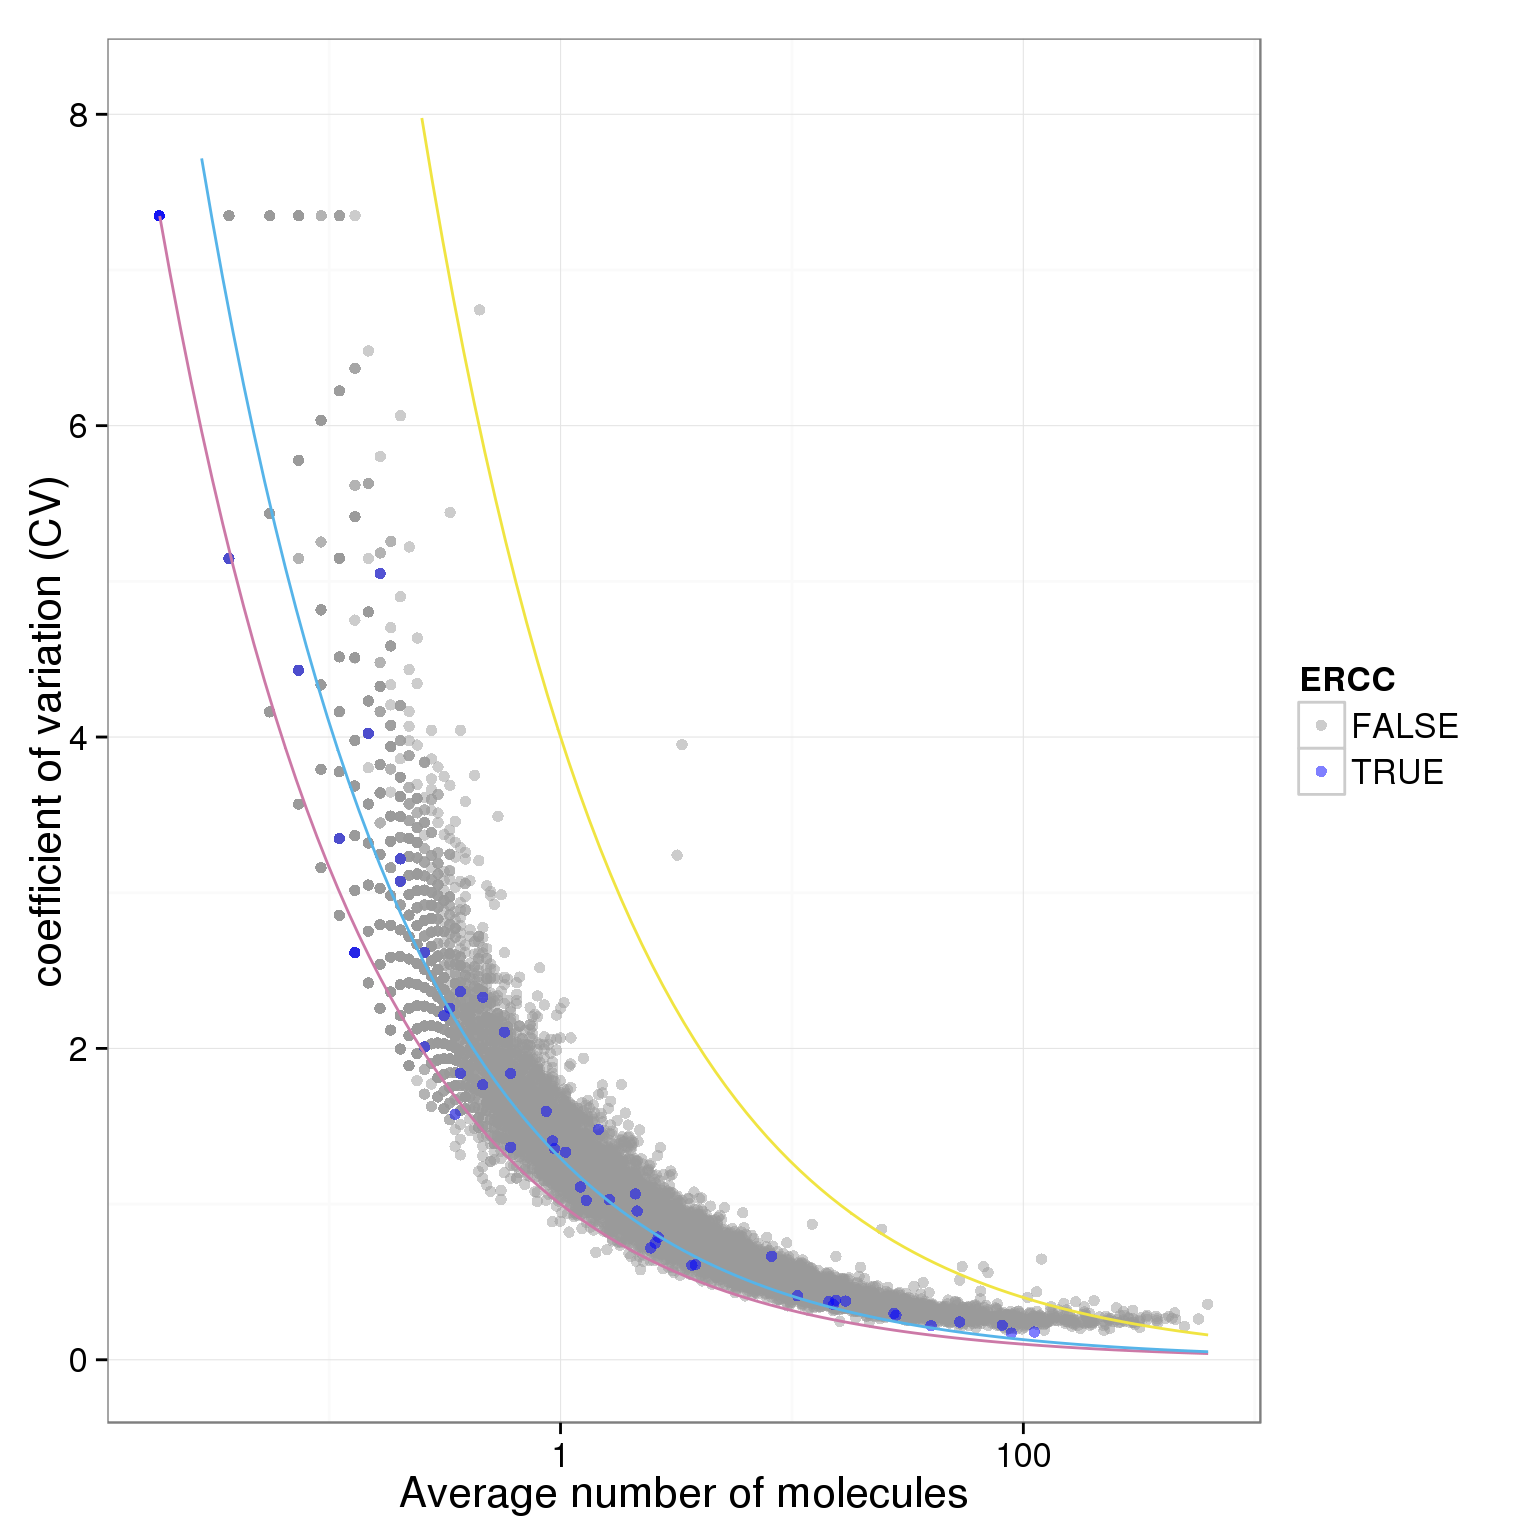 8
6
4
2
0
coefficient of variation (CV)
1
100
Average number of molecules
ERCC
FALSE
TRUE